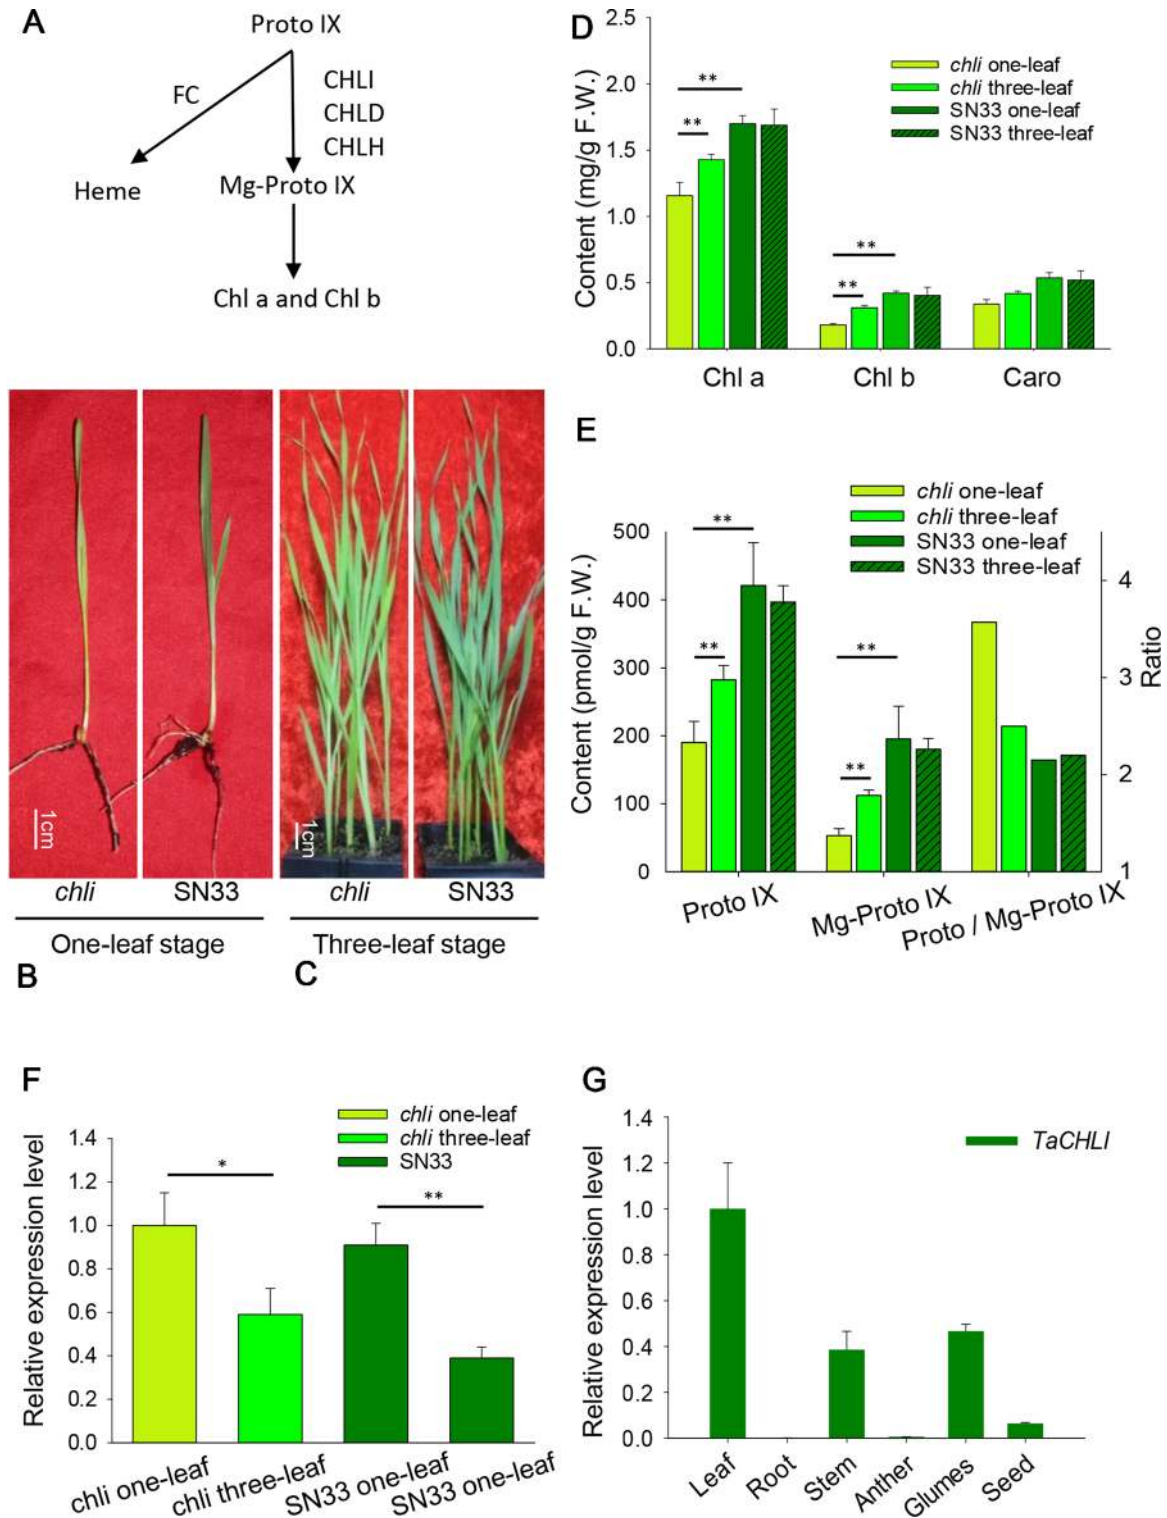 A
Proto IX
FC
CHLI
CHLD
CHLH
Heme
Mg-Proto IX
Chl a and Chl b
D
Content (mg/g F.W.)
2.5
2.0
1.5
1.0
0.5
0.0
chli one-leaf
chli three-leaf
SN33 one-leaf
SN33 three-leaf
**
**
**
**
Chl a
Chl b
Caro
1cm
1cm
chli
SN33
chli
SN33
One-leaf stage
Three-leaf stage
B
C
E
Content (pmol/g F.W.)
500
400
300
200
100
0
chli one-leaf
chli three-leaf
SN33 one-leaf
SN33 three-leaf
**
**
**
**
4
3
2
1
Ratio
Proto IX
Mg-Proto IX
Proto / Mg-Proto IX
F
Relative expression level
1.4
1.2
1.0
0.8
0.6
0.4
0.2
0.0
chli one-leaf
chli three-leaf
SN33
*
**
chli one-leaf
chli three-leaf
SN33 one-leaf
SN33 one-leaf
G
Relative expression level
1.4
1.2
1.0
0.8
0.6
0.4
0.2
0.0
TaCHLI
Leaf
Root
Stem
Anther
Glumes
Seed